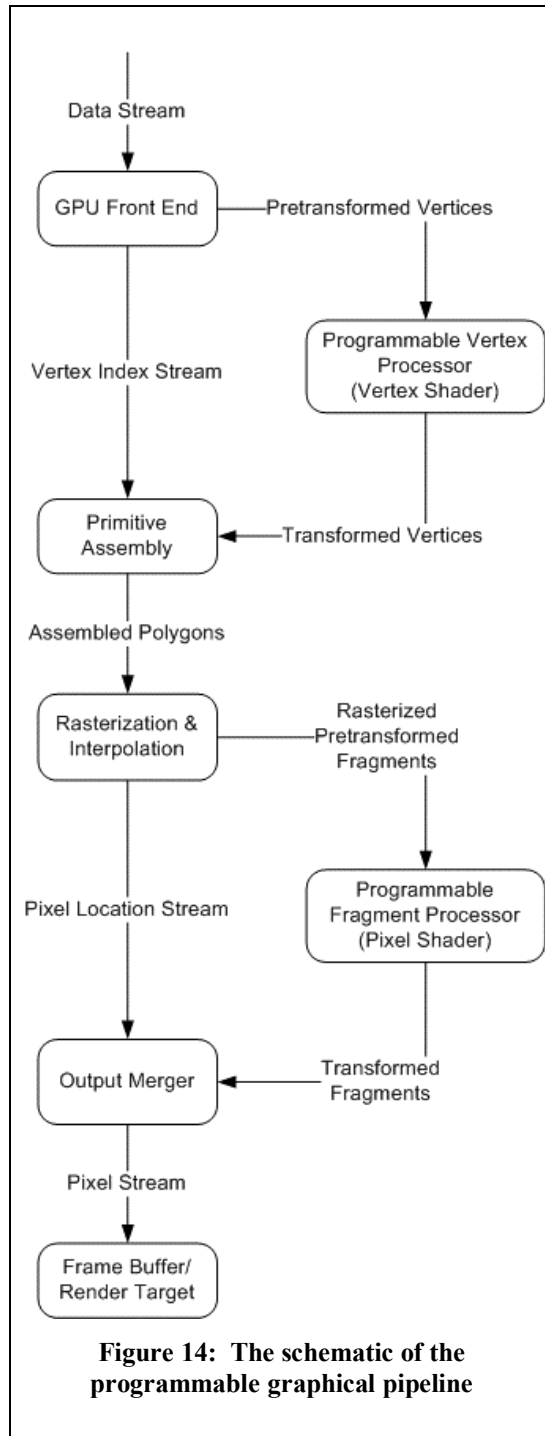 Data Stream
GPU Front End
Pretransformed Vertices
Programmable Vertex
Processor
(Vertex Shader)
Vertex Index Stream
Primitive
Assembly
Transformed Vertices
Assembled Polygons
Rasterization &
Interpolation
Rasterized
Pretransformed
Fragments
Programmable
Fragment Processor
(Pixel Shader)
Pixel Location Stream
Output Merger
Transformed
Fragments
Pixel Stream
Frame Buffer/
Render Target
Figure 14:  The schematic of the
programmable graphical pipeline